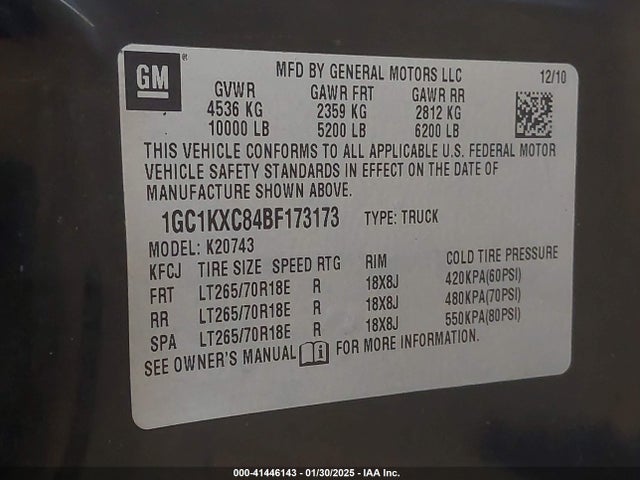 GM ®
MFD BY GENERAL MOTORS LLC 12/10
GVWR GAWR FRT GAWR RR
4536 KG 2359 KG 2812 KG
10000 LB 5200 LB 6200 LB
THIS VEHICLE CONFORMS TO ALL APPLICABLE U.S. FEDERAL MOTOR
VEHICLE SAFETY STANDARDS IN EFFECT ON THE DATE OF
MANUFACTURE SHOWN ABOVE.
1GC1KXC84BF173173 TYPE: TRUCK
MODEL: K20743
KFCJ TIRE SIZE SPEED RTG RIM COLD TIRE PRESSURE
FRT LT265/70R18E R 18X8J 420KPA(60PSI)
RR LT265/70R18E R 18X8J 480KPA(70PSI)
SPA LT265/70R18E R 18X8J 550KPA(80PSI)
SEE OWNER'S MANUAL i FOR MORE INFORMATION.
000-41446143 - 01/30/2025 - IAA Inc.